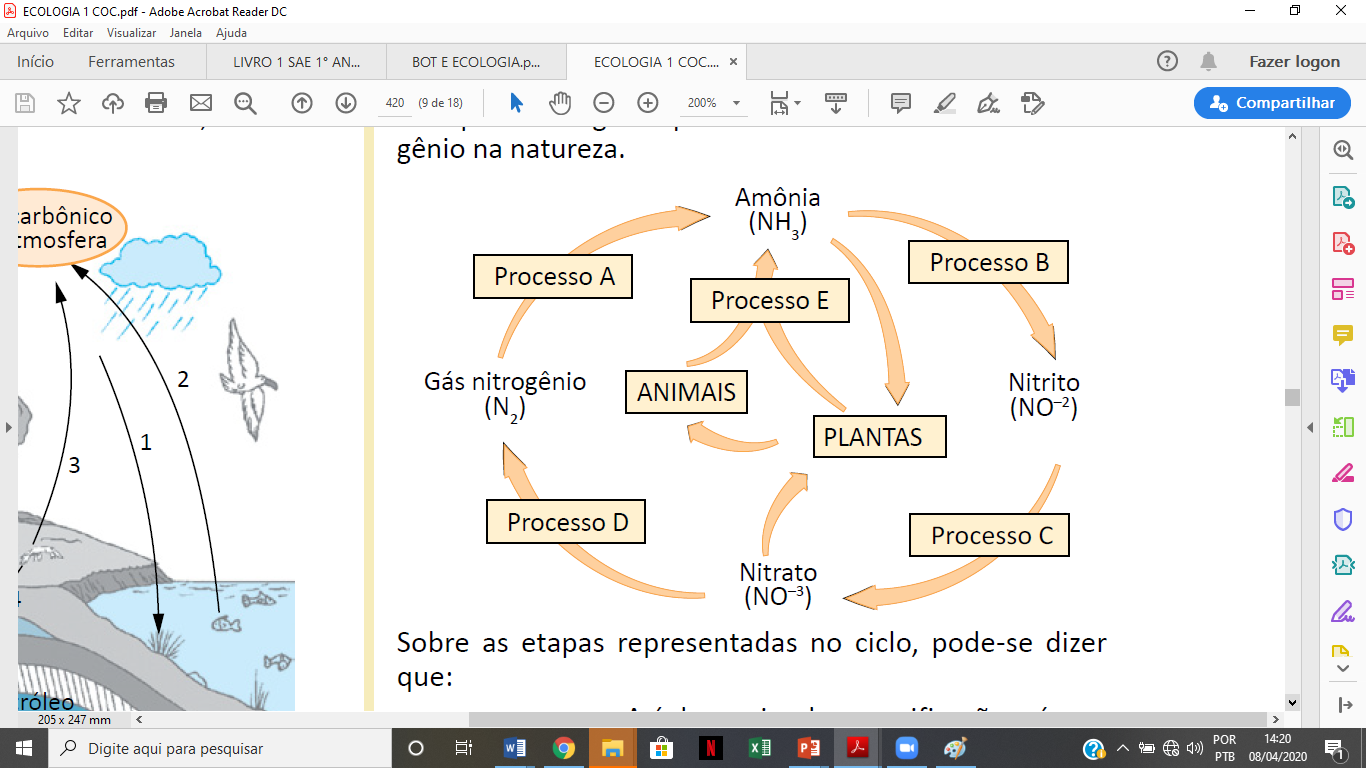 ECOLOGIA 1 COC.pdf - Adobe Acrobat Reader DC
Arquivo Editar Visualizar Janela Ajuda
Início Ferramentas LIVRO 1 SAE 1° AN... BOT E ECOLOGIA.p... ECOLOGIA 1 COC.... × Fazer logon
420 (9 de 18) 200% Compartilhar
gênio na natureza.
carbônico
tmosfera
Amônia
(NH3)
Processo A
Processo B
Processo E
Gás nitrogênio
(N2)
ANIMAIS
Nitrito
(NO–2)
PLANTAS
Processo D
Processo C
Nitrato
(NO–3)
2
1
3
4
róleo
Sobre as etapas representadas no ciclo, pode-se dizer
que:
205 x 247 mm
Digite aqui para pesquisar
POR
PTB
14:20
08/04/2020
1